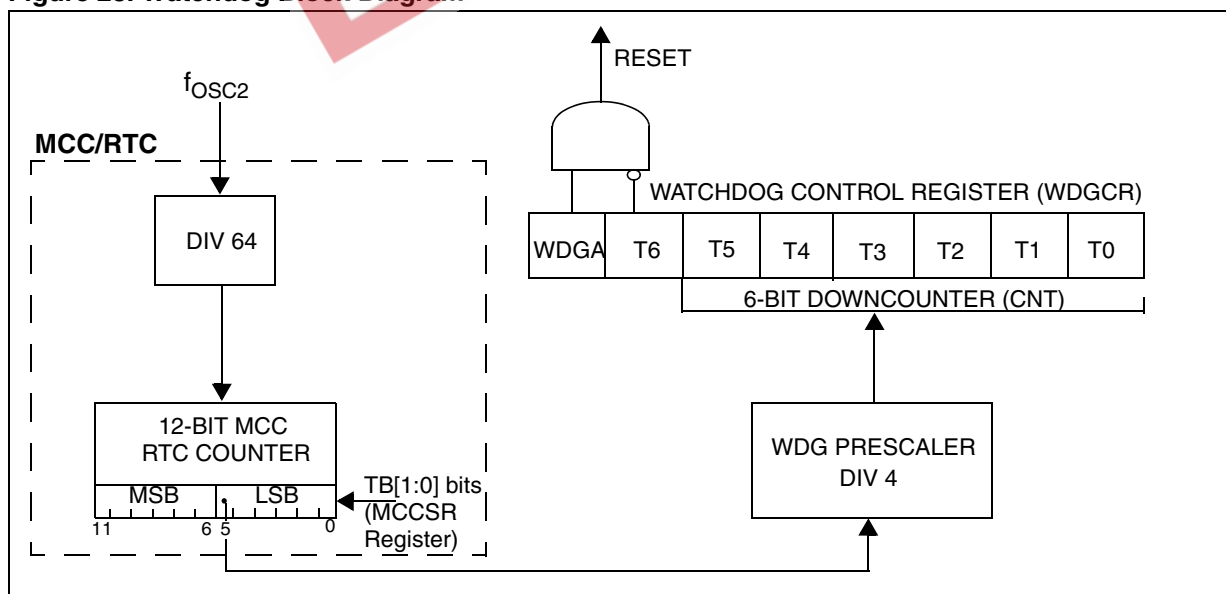 fOSC2
MCC/RTC
DIV 64
12-BIT MCC
RTC COUNTER
MSB
LSB
11
6
5
0
TB[1:0] bits
(MCCSR
Register)
RESET
WATCHDOG CONTROL REGISTER (WDGCR)
WDGA
T6
T5
T4
T3
T2
T1
T0
6-BIT DOWNCOUNTER (CNT)
WDG PRESCALER
DIV 4